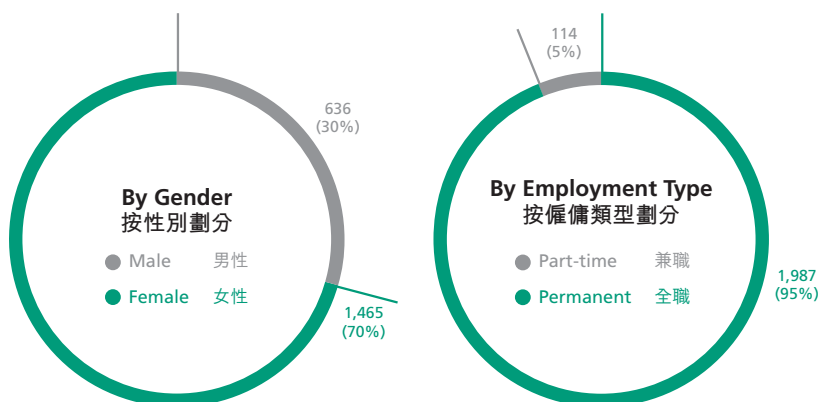 636
(30%)
By Gender
按性別劃分
Male 男性
Female 女性
1,465
(70%)
114
(5%)
By Employment Type
按僱傭類型劃分
Part-time 兼職
Permanent 全職
1,987
(95%)